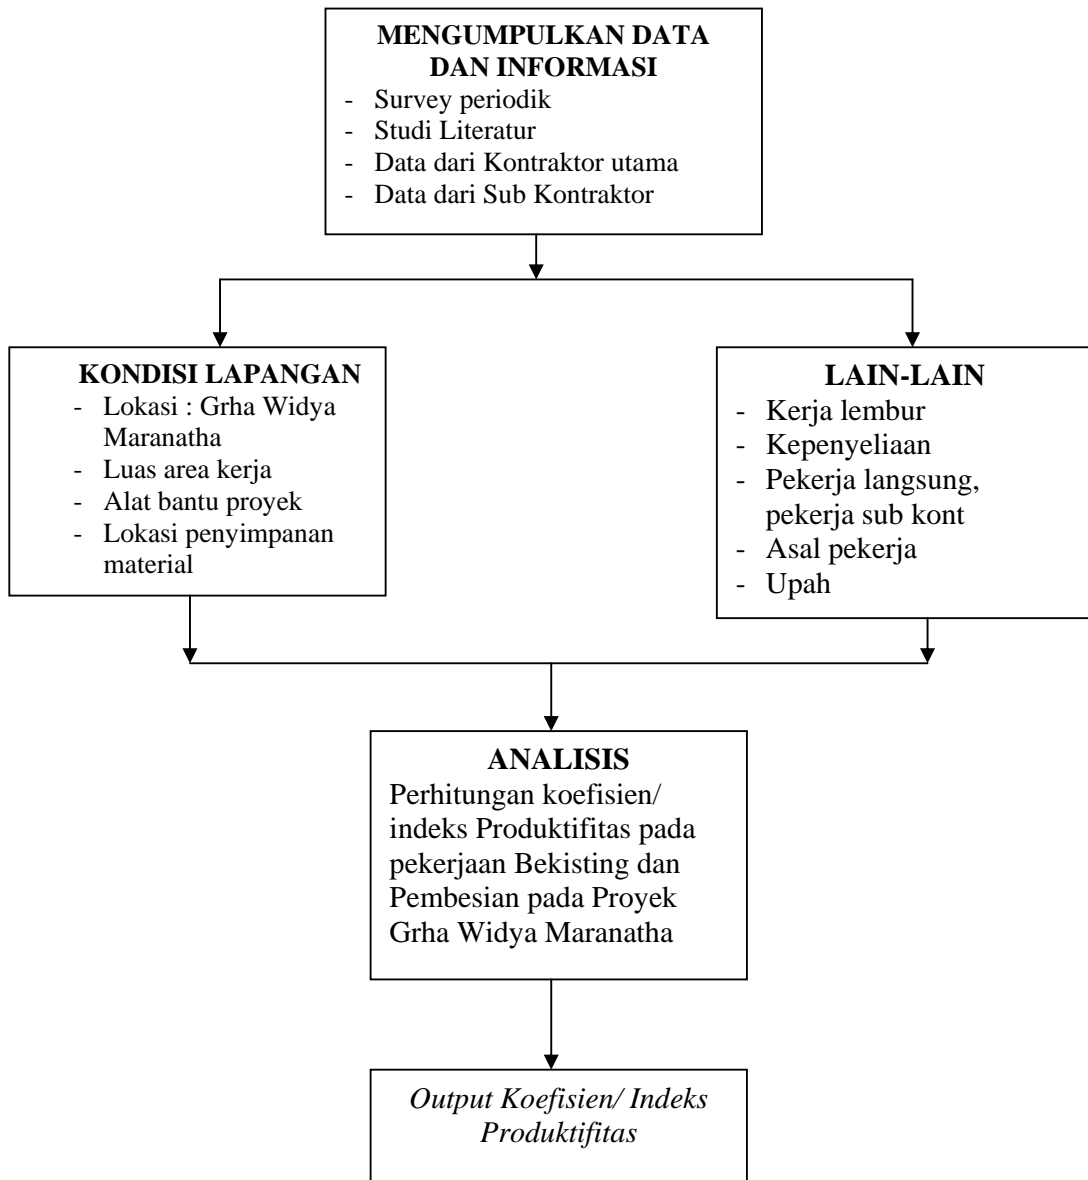 MENGUMPULKAN DATA
DAN INFORMASI
- Survey periodik
- Studi Literatur
- Data dari Kontraktor utama
- Data dari Sub Kontraktor
KONDISI LAPANGAN
- Lokasi : Grha Widya
Maranatha
- Luas area kerja
- Alat bantu proyek
- Lokasi penyimpanan
material
LAIN-LAIN
- Kerja lembur
- Kepenyeliaan
- Pekerja langsung,
pekerja sub kont
- Asal pekerja
- Upah
ANALISIS
Perhitungan koefisien/
indeks Produktifitas pada
pekerjaan Bekisting dan
Pembesian pada Proyek
Grha Widya Maranatha
Output Koefisien/ Indeks
Produktifitas